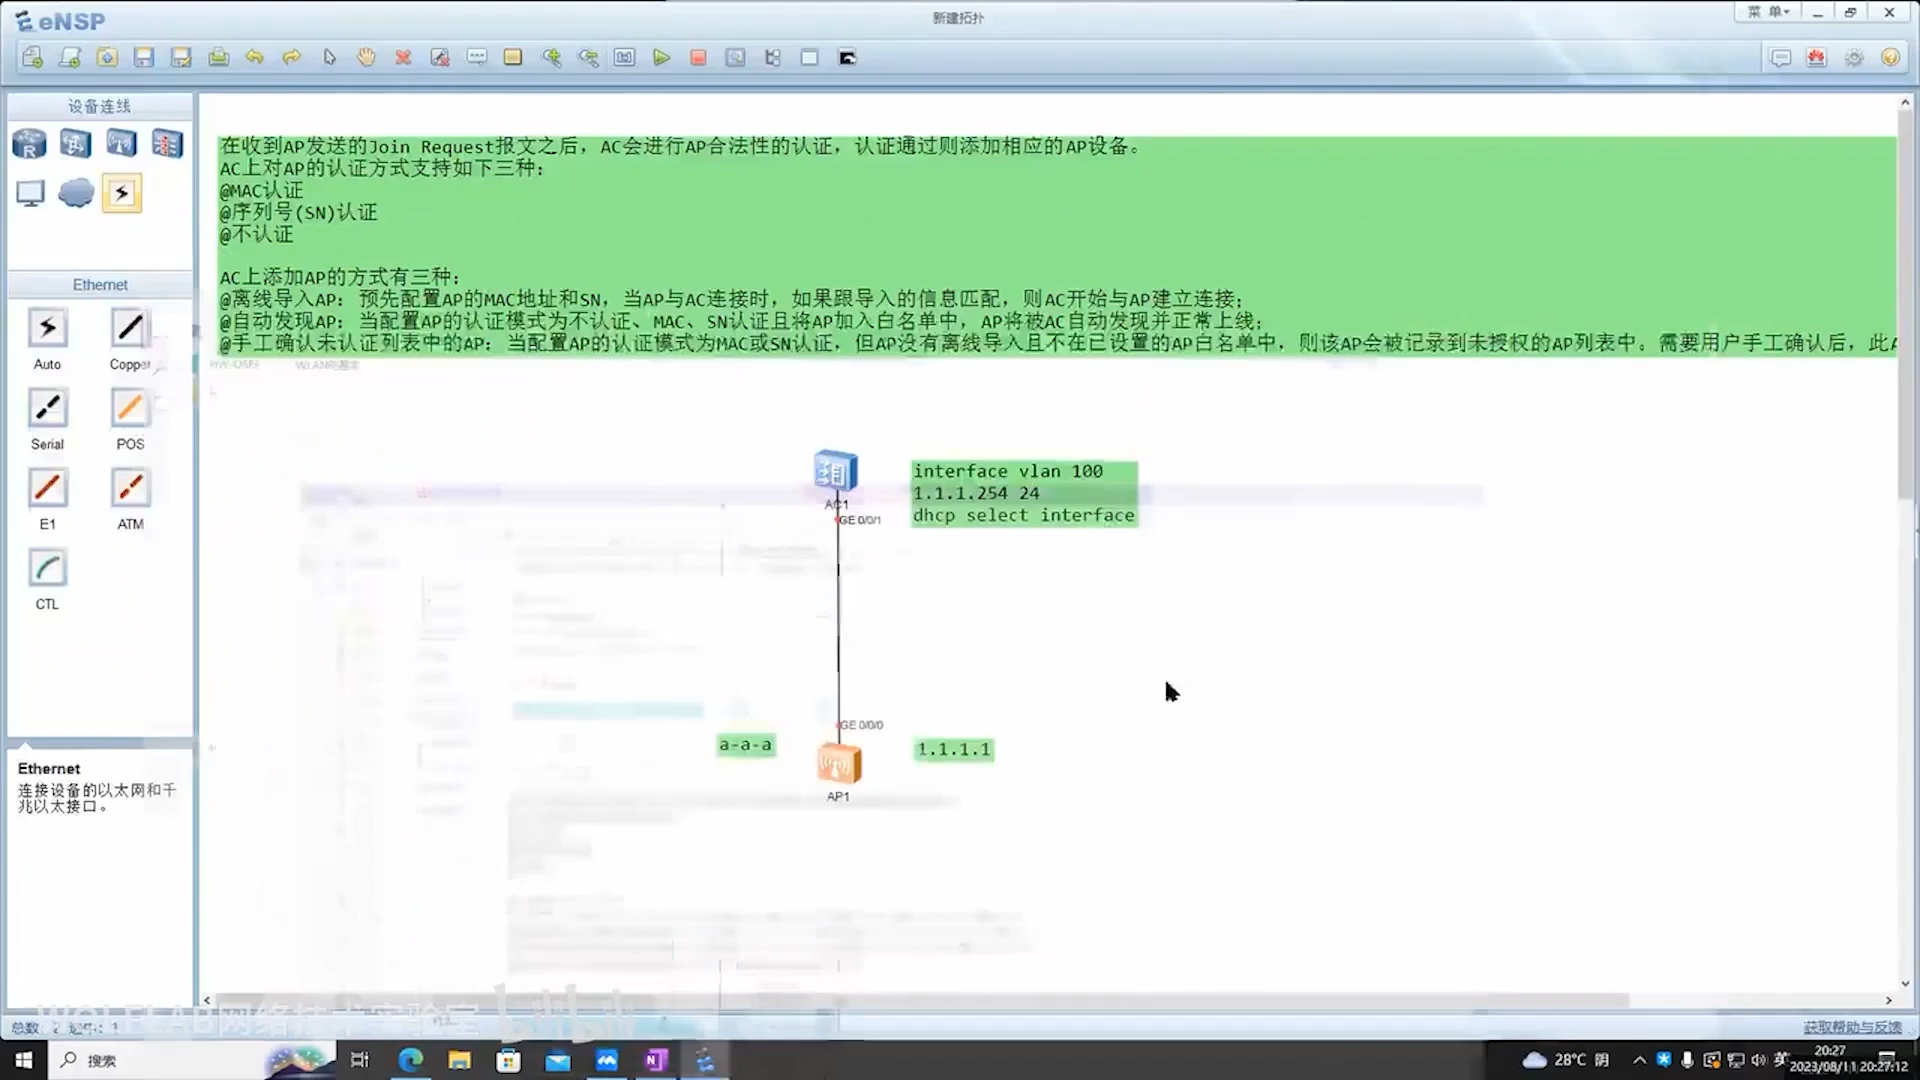 eNSP
新建拓扑
菜 单
设备连线
Ethernet
Auto
Copper
Serial
POS
E1
ATM
CTL
Ethernet
连接设备的以太网和千
兆以太接口。
在收到AP发送的Join Request报文之后，AC会进行AP合法性的认证，认证通过则添加相应的AP设备。
AC上对AP的认证方式支持如下三种：
@MAC认证
@序列号(SN)认证
@不认证
AC上添加AP的方式有三种：
@离线导入AP：预先配置AP的MAC地址和SN，当AP与AC连接时，如果跟导入的信息匹配，则AC开始与AP建立连接；
@自动发现AP：当配置AP的认证模式为不认证、MAC、SN认证且将AP加入白名单中，AP将被AC自动发现并正常上线；
@手工确认未认证列表中的AP：当配置AP的认证模式为MAC或SN认证，但AP没有离线导入且不在已设置的AP白名单中，则该AP会被记录到未授权的AP列表中。需要用户手工确认后，此A
AC1
GE 0/0/1
interface vlan 100
1.1.1.254 24
dhcp select interface
GE 0/0/0
a-a-a
1.1.1.1
AP1
WOLFLAB网络技术实验室
获取帮助与反馈
搜索
28°C 阴
英
20:27
2023/08/11 20:27:12